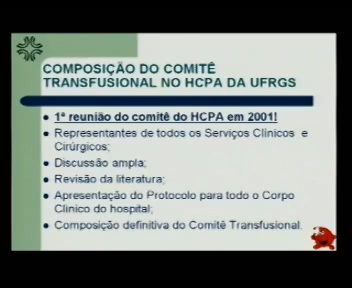 COMPOSIÇÃO DO COMITÊ
TRANSFUSIONAL NO HCPA DA UFRGS
1ª reunião do comitê do HCPA em 2001!
Representantes de todos os Serviços Clínicos e
Cirúrgicos;
Discussão ampla;
Revisão da literatura;
Apresentação do Protocolo para todo o Corpo
Clinico do hospital;
Composição definitiva do Comitê Transfusional.